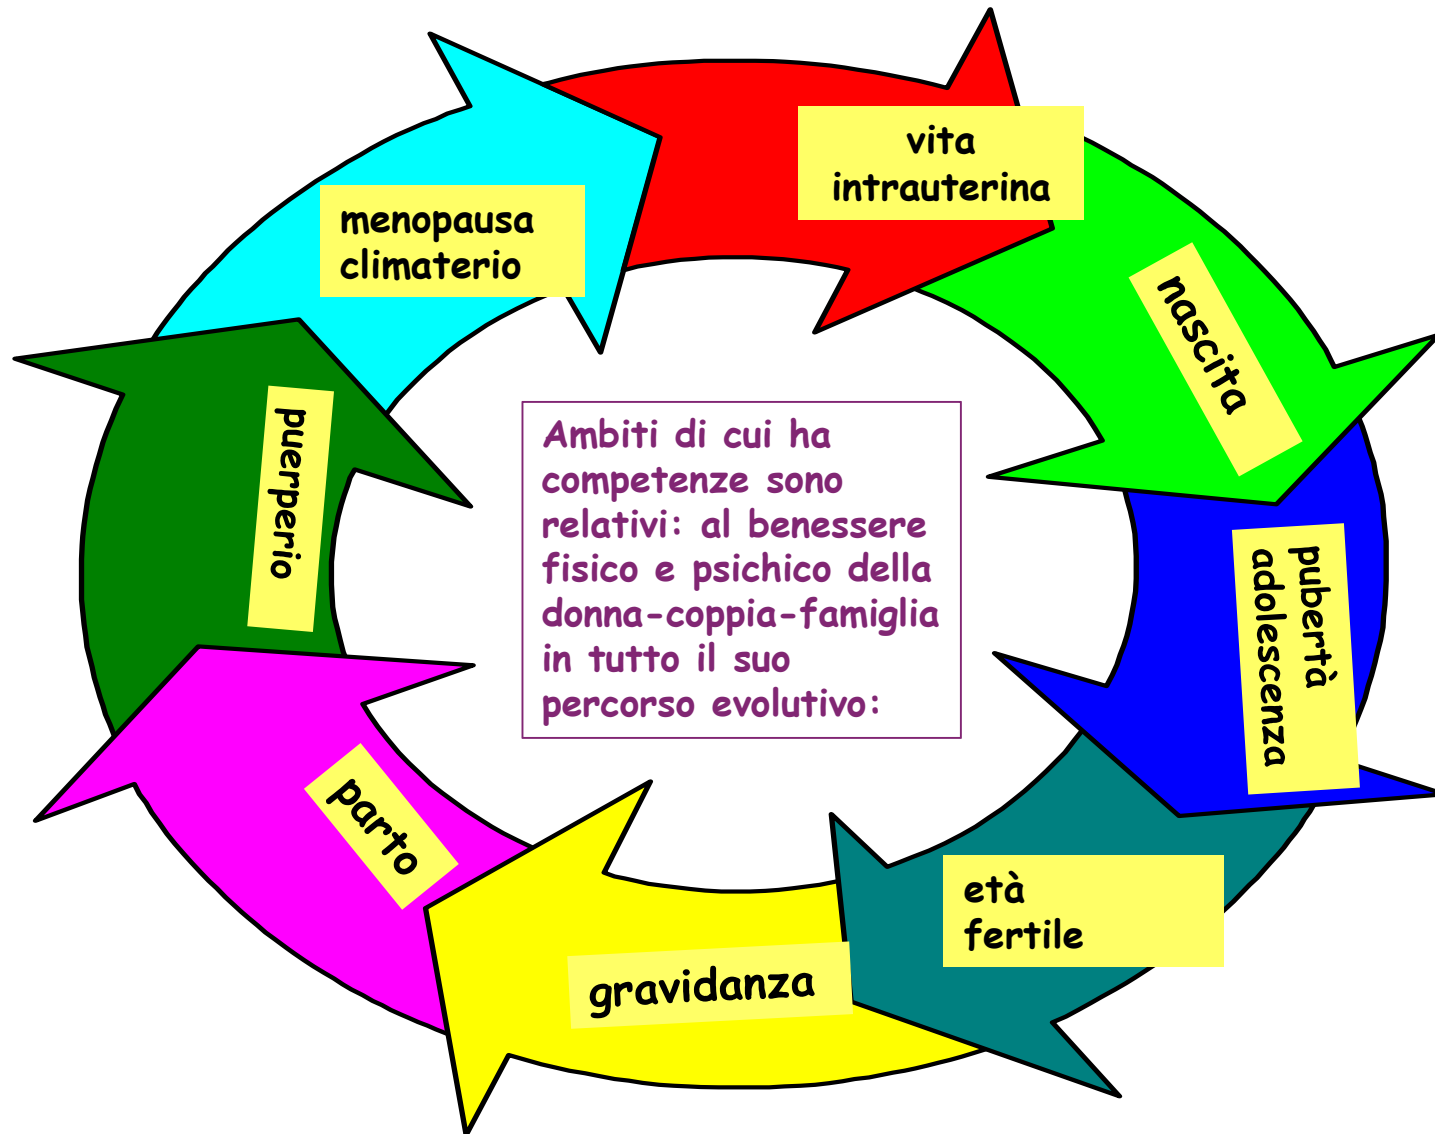 vita
intrauterina
nascita
pubertà
adolescenza
età
fertile
gravidanza
parto
puerperio
menopausa
climaterio
Ambiti di cui ha
competenze sono
relativi: al benessere
fisico e psichico della
donna-coppia-famiglia
in tutto il suo
percorso evolutivo: